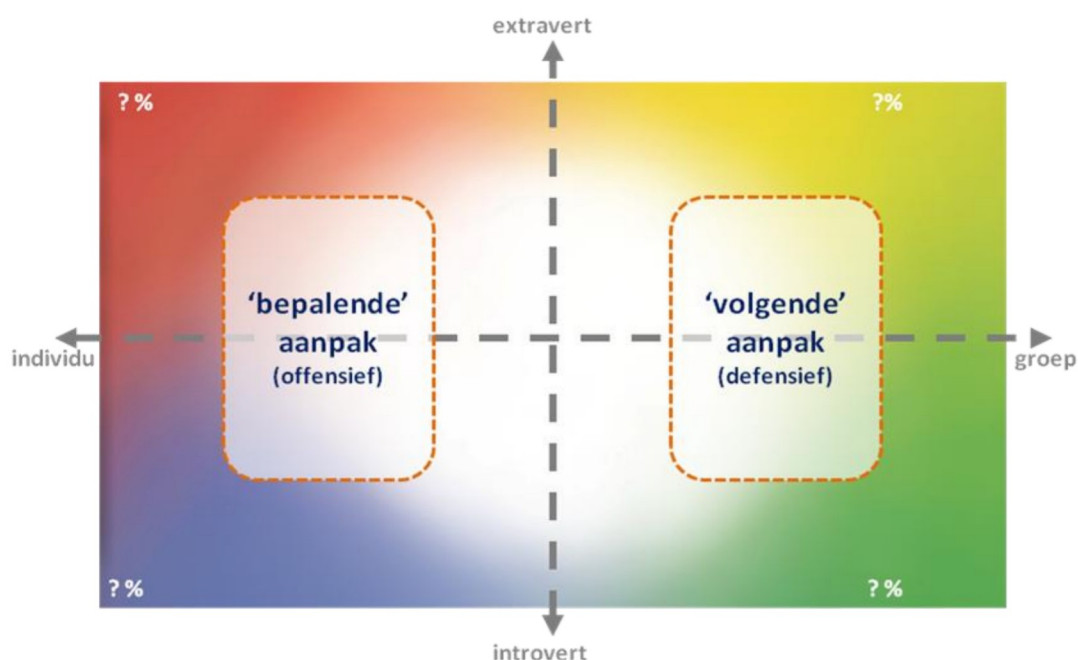 extravert
? %
?%
'bepalende'
aanpak
(offensief)
'volgende'
aanpak
(defensief)
individu
groep
? %
? %
introvert